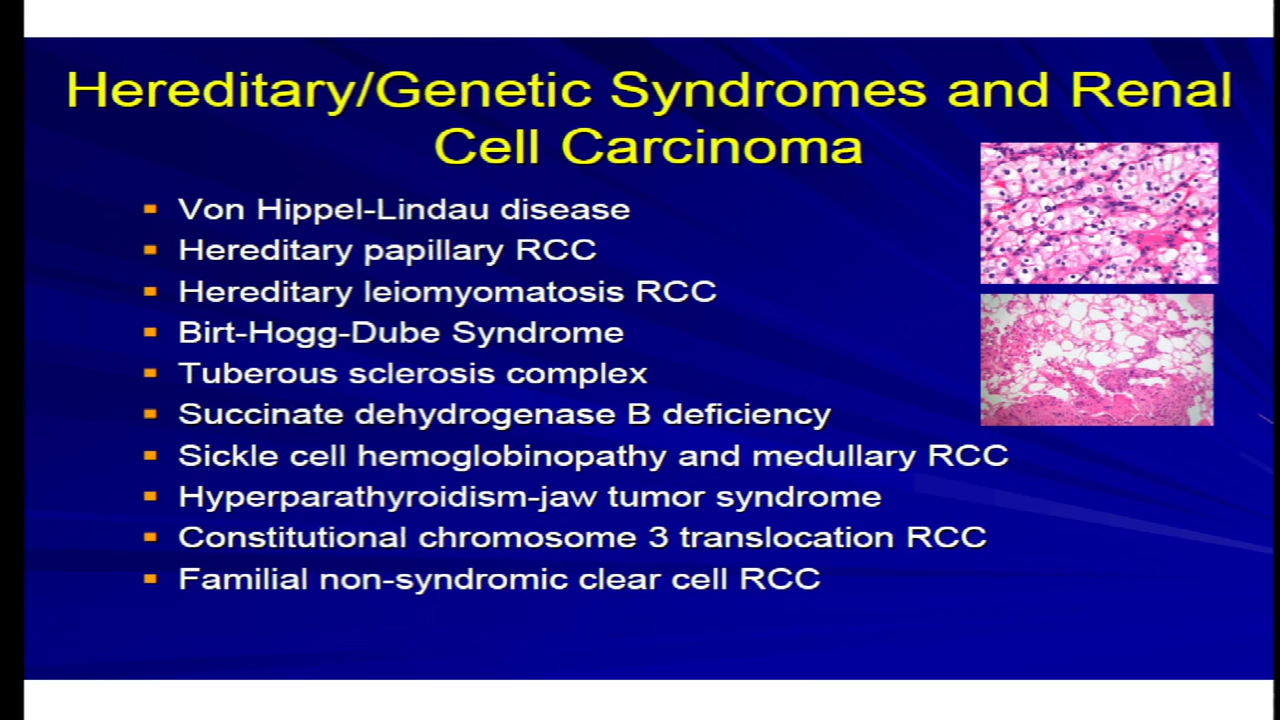 Hereditary/Genetic Syndromes and Renal
Cell Carcinoma
Von Hippel-Lindau disease
Hereditary papillary RCC
Hereditary leiomyomatosis RCC
Birt-Hogg-Dube Syndrome
Tuberous sclerosis complex
Succinate dehydrogenase B deficiency
Sickle cell hemoglobinopathy and medullary RCC
Hyperparathyroidism-jaw tumor syndrome
Constitutional chromosome 3 translocation RCC
Familial non-syndromic clear cell RCC